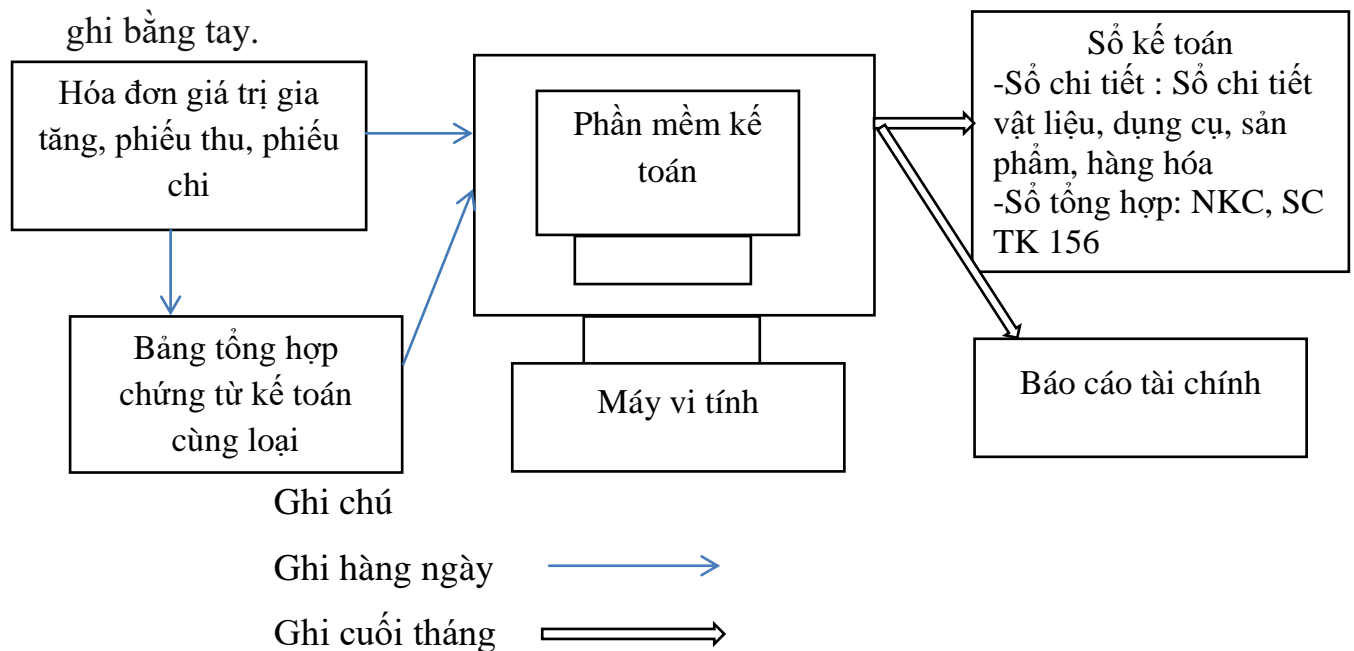 ghi bằng tay.
Hóa đơn giá trị gia
tăng, phiếu thu, phiếu
chi
Bảng tổng hợp
chứng từ kế toán
cùng loại
Phần mềm kế
toán
Máy vi tính
Sổ kế toán
-Sổ chi tiết : Sổ chi tiết
vật liệu, dụng cụ, sản
phẩm, hàng hóa
-Sổ tổng hợp: NKC, SC
TK 156
Báo cáo tài chính
Ghi chú
Ghi hàng ngày
Ghi cuối tháng